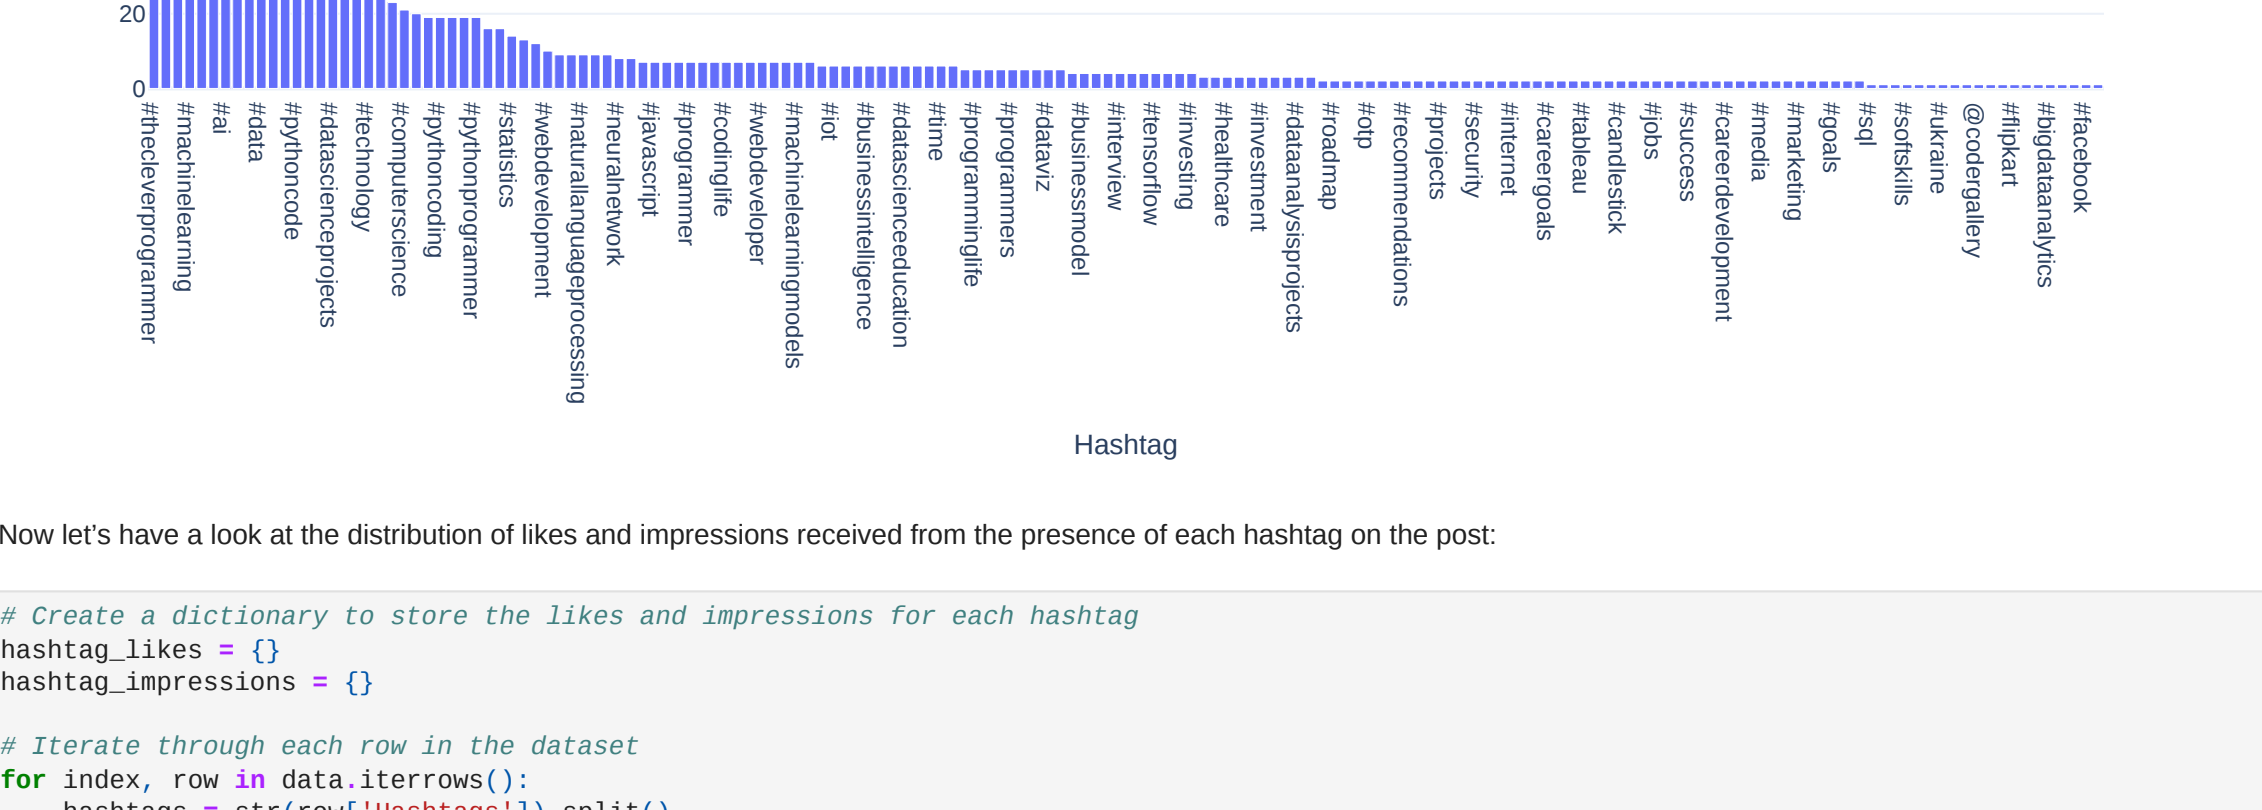 20
0
#thecleverprogrammer
#machinelearning
#ai
#data
#pythoncode
#datascienceprojects
#technology
#computerscience
#pythoncoding
#pythonprogrammer
#statistics
#webdevelopment
#naturallanguageprocessing
#neuralnetwork
#javascript
#programmer
#codinglife
#webdeveloper
#machinelearningmodels
#iot
#businessintelligence
#datascienceeducation
#time
#programminglife
#programmers
#dataviz
#businessmodel
#interview
#tensorflow
#investing
#healthcare
#investment
#dataanalysisprojects
#roadmap
#otp
#recommendations
#projects
#security
#internet
#careergoals
#tableau
#candlestick
#jobs
#success
#careerdevelopment
#media
#marketing
#goals
#sql
#softskills
#ukraine
@codergallery
#flipkart
#bigdataanalytics
#facebook
Hashtag
Now let’s have a look at the distribution of likes and impressions received from the presence of each hashtag on the post:
# Create a dictionary to store the likes and impressions for each hashtag
hashtag_likes = {}
hashtag_impressions = {}
# Iterate through each row in the dataset
for index, row in data.iterrows():
hashtags = str(row['Hashtags']).split()